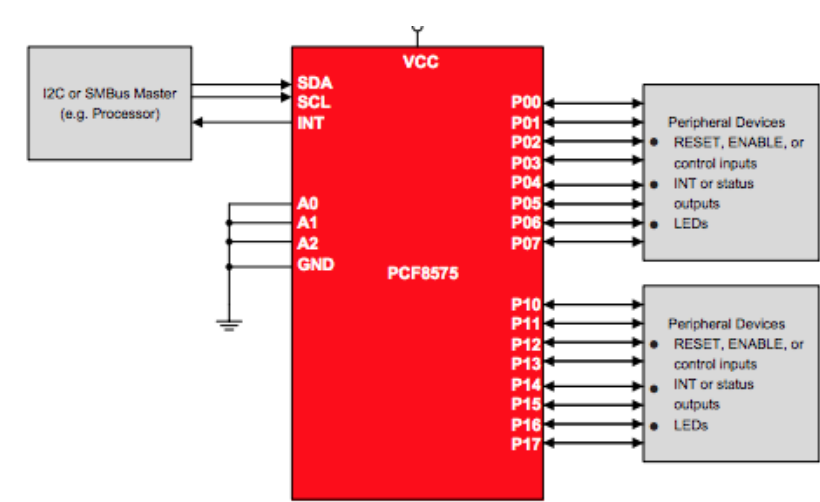 VCC
I2C or SMBus Master
(e.g. Processor)
SDA
SCL
INT
A0
A1
A2
GND
PCF8575
P00
P01
P02
P03
P04
P05
P06
P07
P10
P11
P12
P13
P14
P15
P16
P17
Peripheral Devices
● RESET, ENABLE, or
control inputs
● INT or status
outputs
● LEDs
Peripheral Devices
● RESET, ENABLE, or
control inputs
● INT or status
outputs
● LEDs